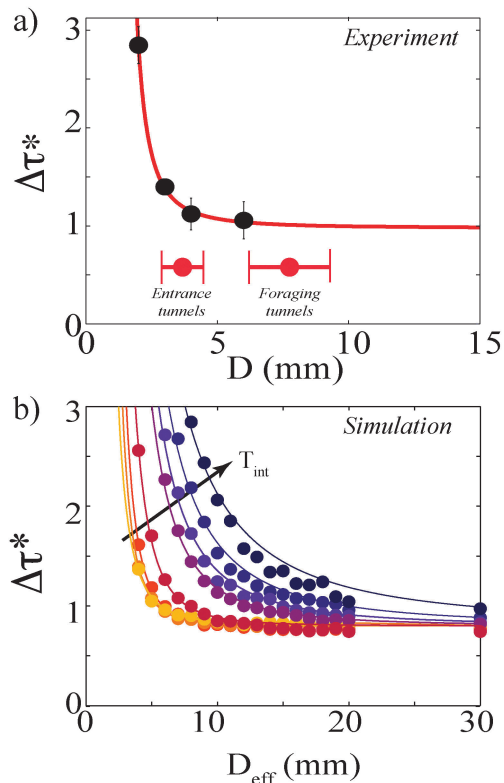 a)
Experiment
3
2
1
0
Δτ*
Entrance
tunnels
Foraging
tunnels
0
5
10
15
D (mm)
b)
Simulation
3
2
1
0
Δτ*
T_int
0
10
20
30
D_eff (mm)